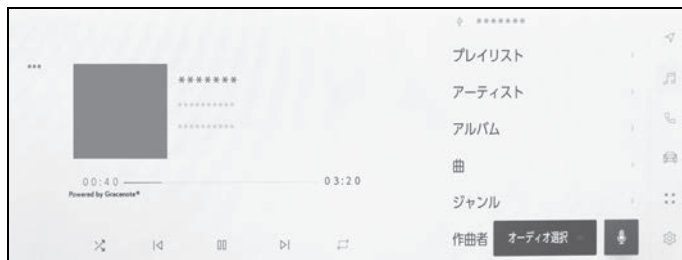 *******
プレイリスト
アーティスト
アルバム
曲
ジャンル
作曲者
オーディオ選択
*******
**********
**********
00:40
03:20
Powered by Gracenote®